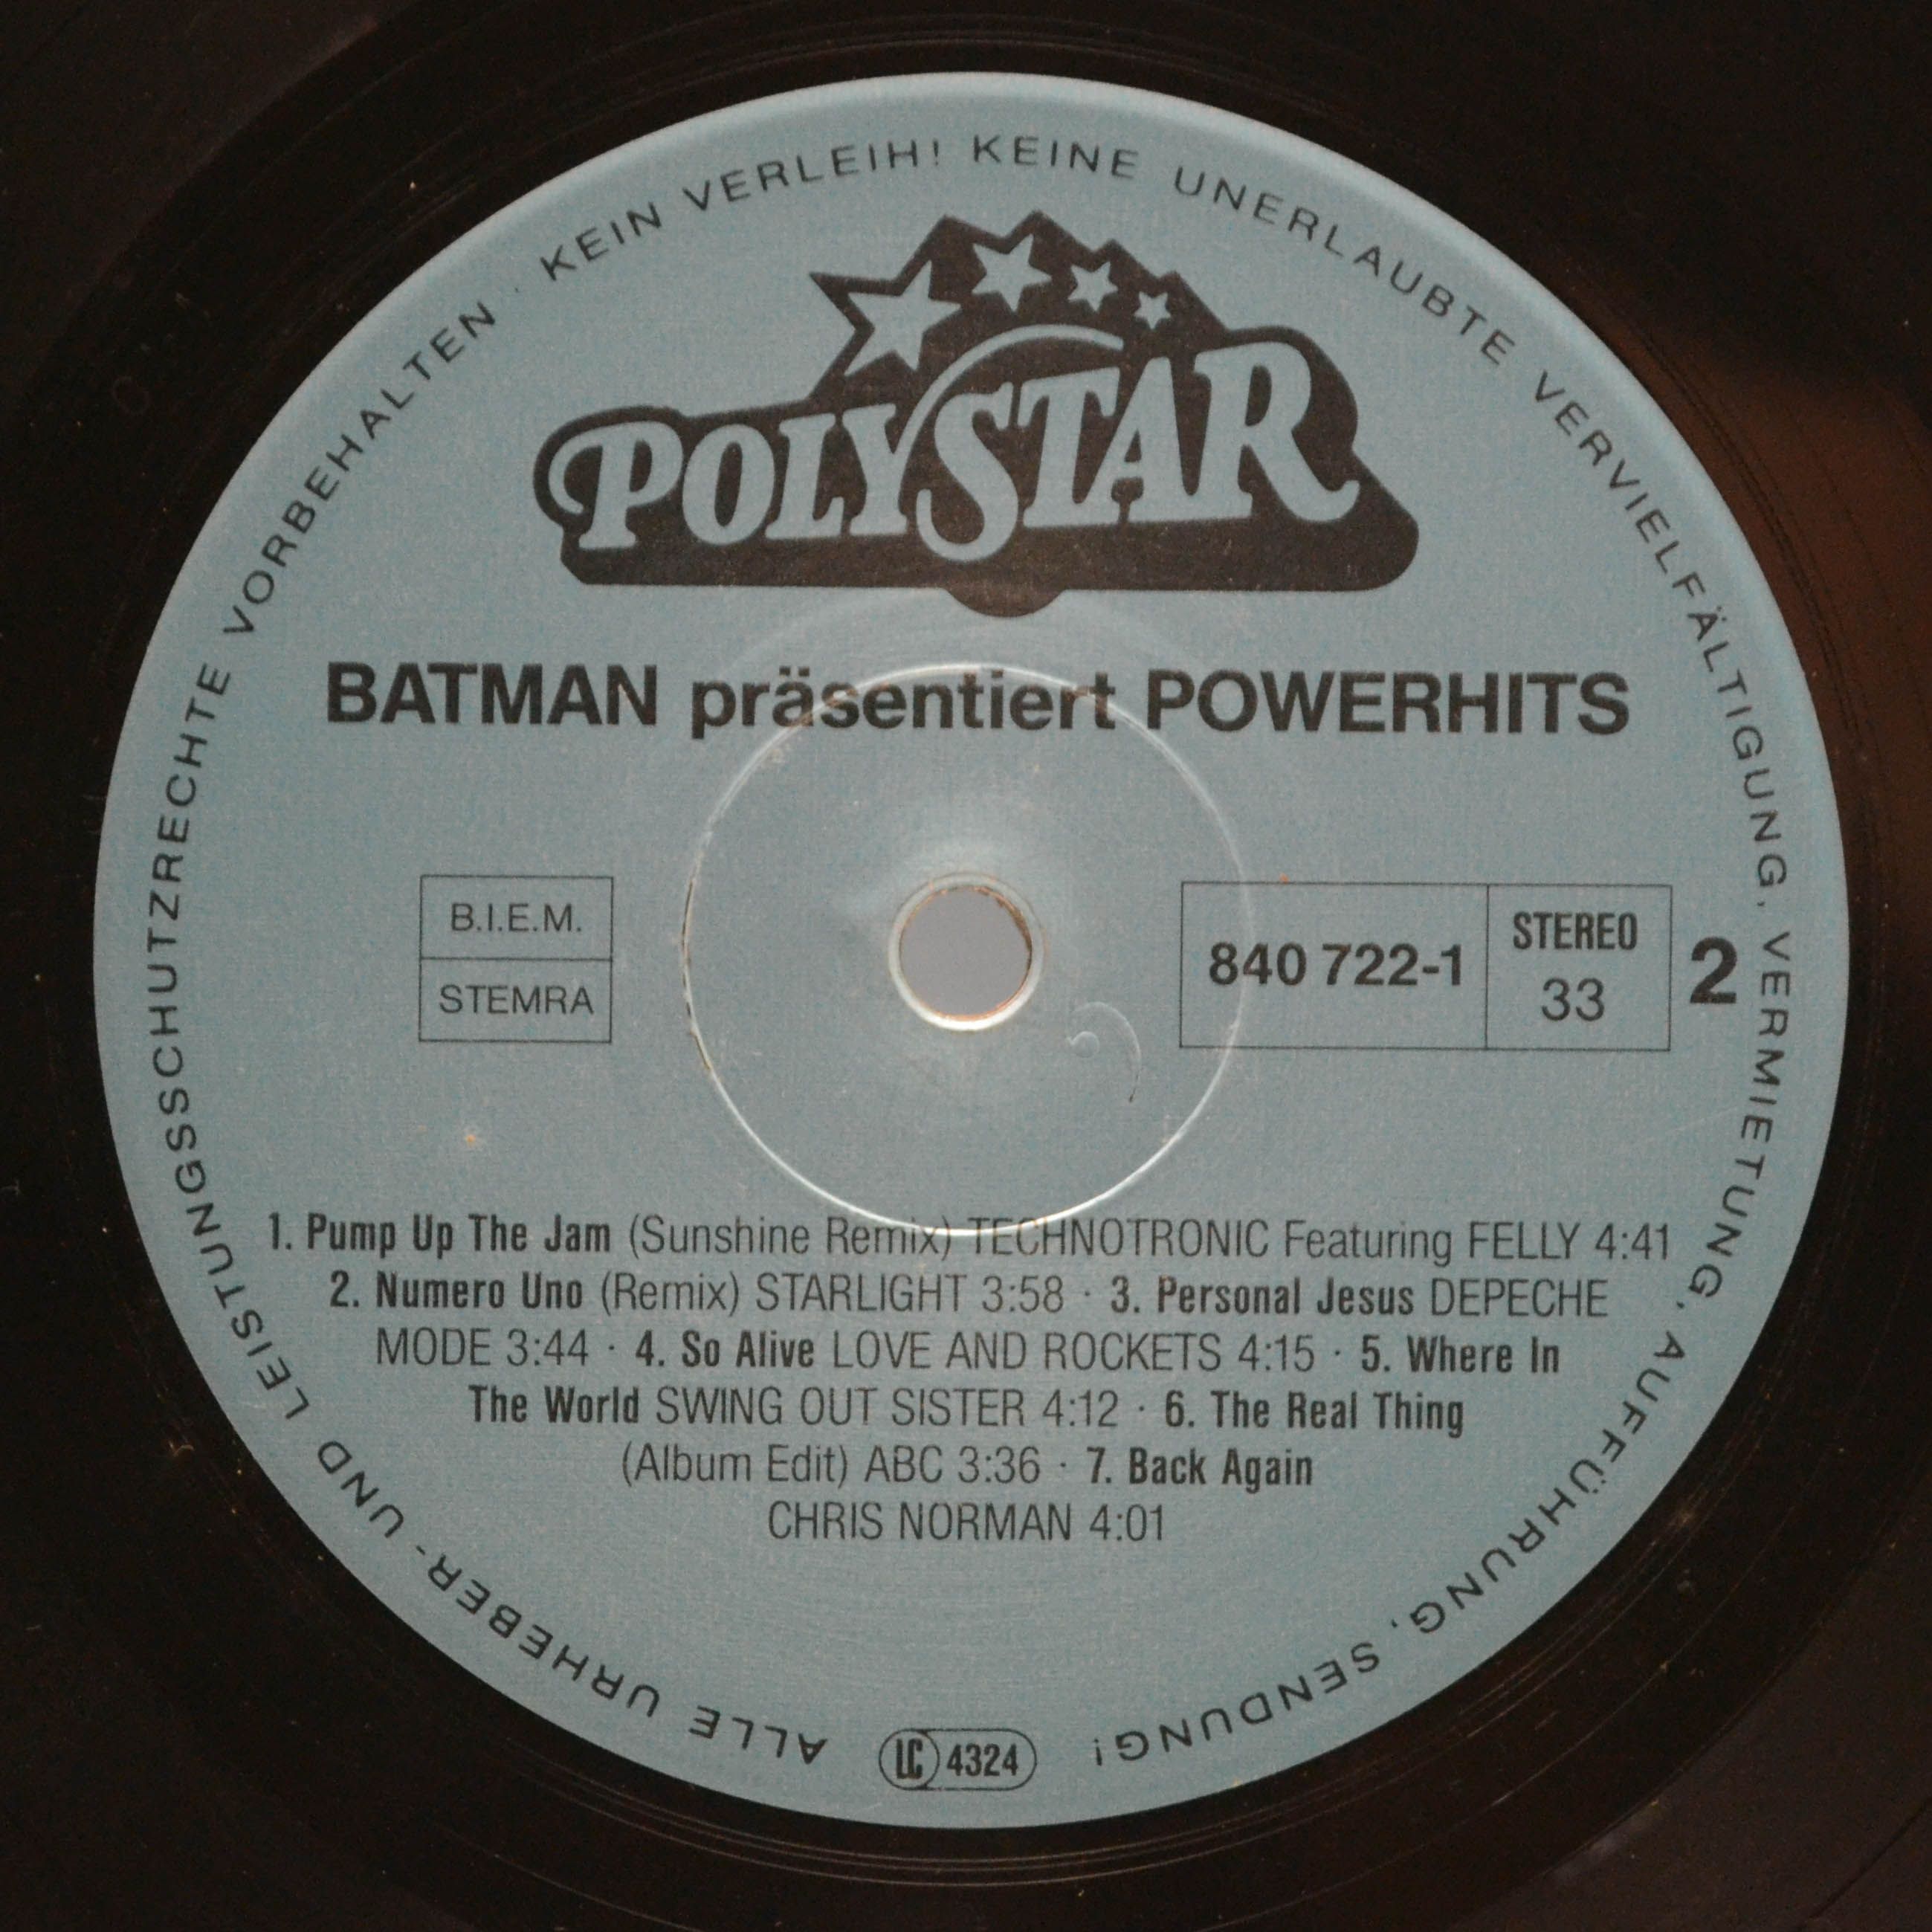 ALLE URHEBER- UND LEISTUNGSSCHUTZRECHTE VORBEHALTEN · KEIN VERLEIH! KEINE UNERLAUBTE VERVIELFÄLTIGUNG, VERMIETUNG, AUFFÜHRUNG, SENDUNG!
POLYSTAR
BATMAN präsentiert POWERHITS
B.I.E.M.
STEMRA
840 722-1
STEREO
33
2
1. Pump Up The Jam (Sunshine Remix) TECHNOTRONIC Featuring FELLY 4:41
2. Numero Uno (Remix) STARLIGHT 3:58 · 3. Personal Jesus DEPECHE
MODE 3:44 · 4. So Alive LOVE AND ROCKETS 4:15 · 5. Where In
The World SWING OUT SISTER 4:12 · 6. The Real Thing
(Album Edit) ABC 3:36 · 7. Back Again
CHRIS NORMAN 4:01
LC 4324